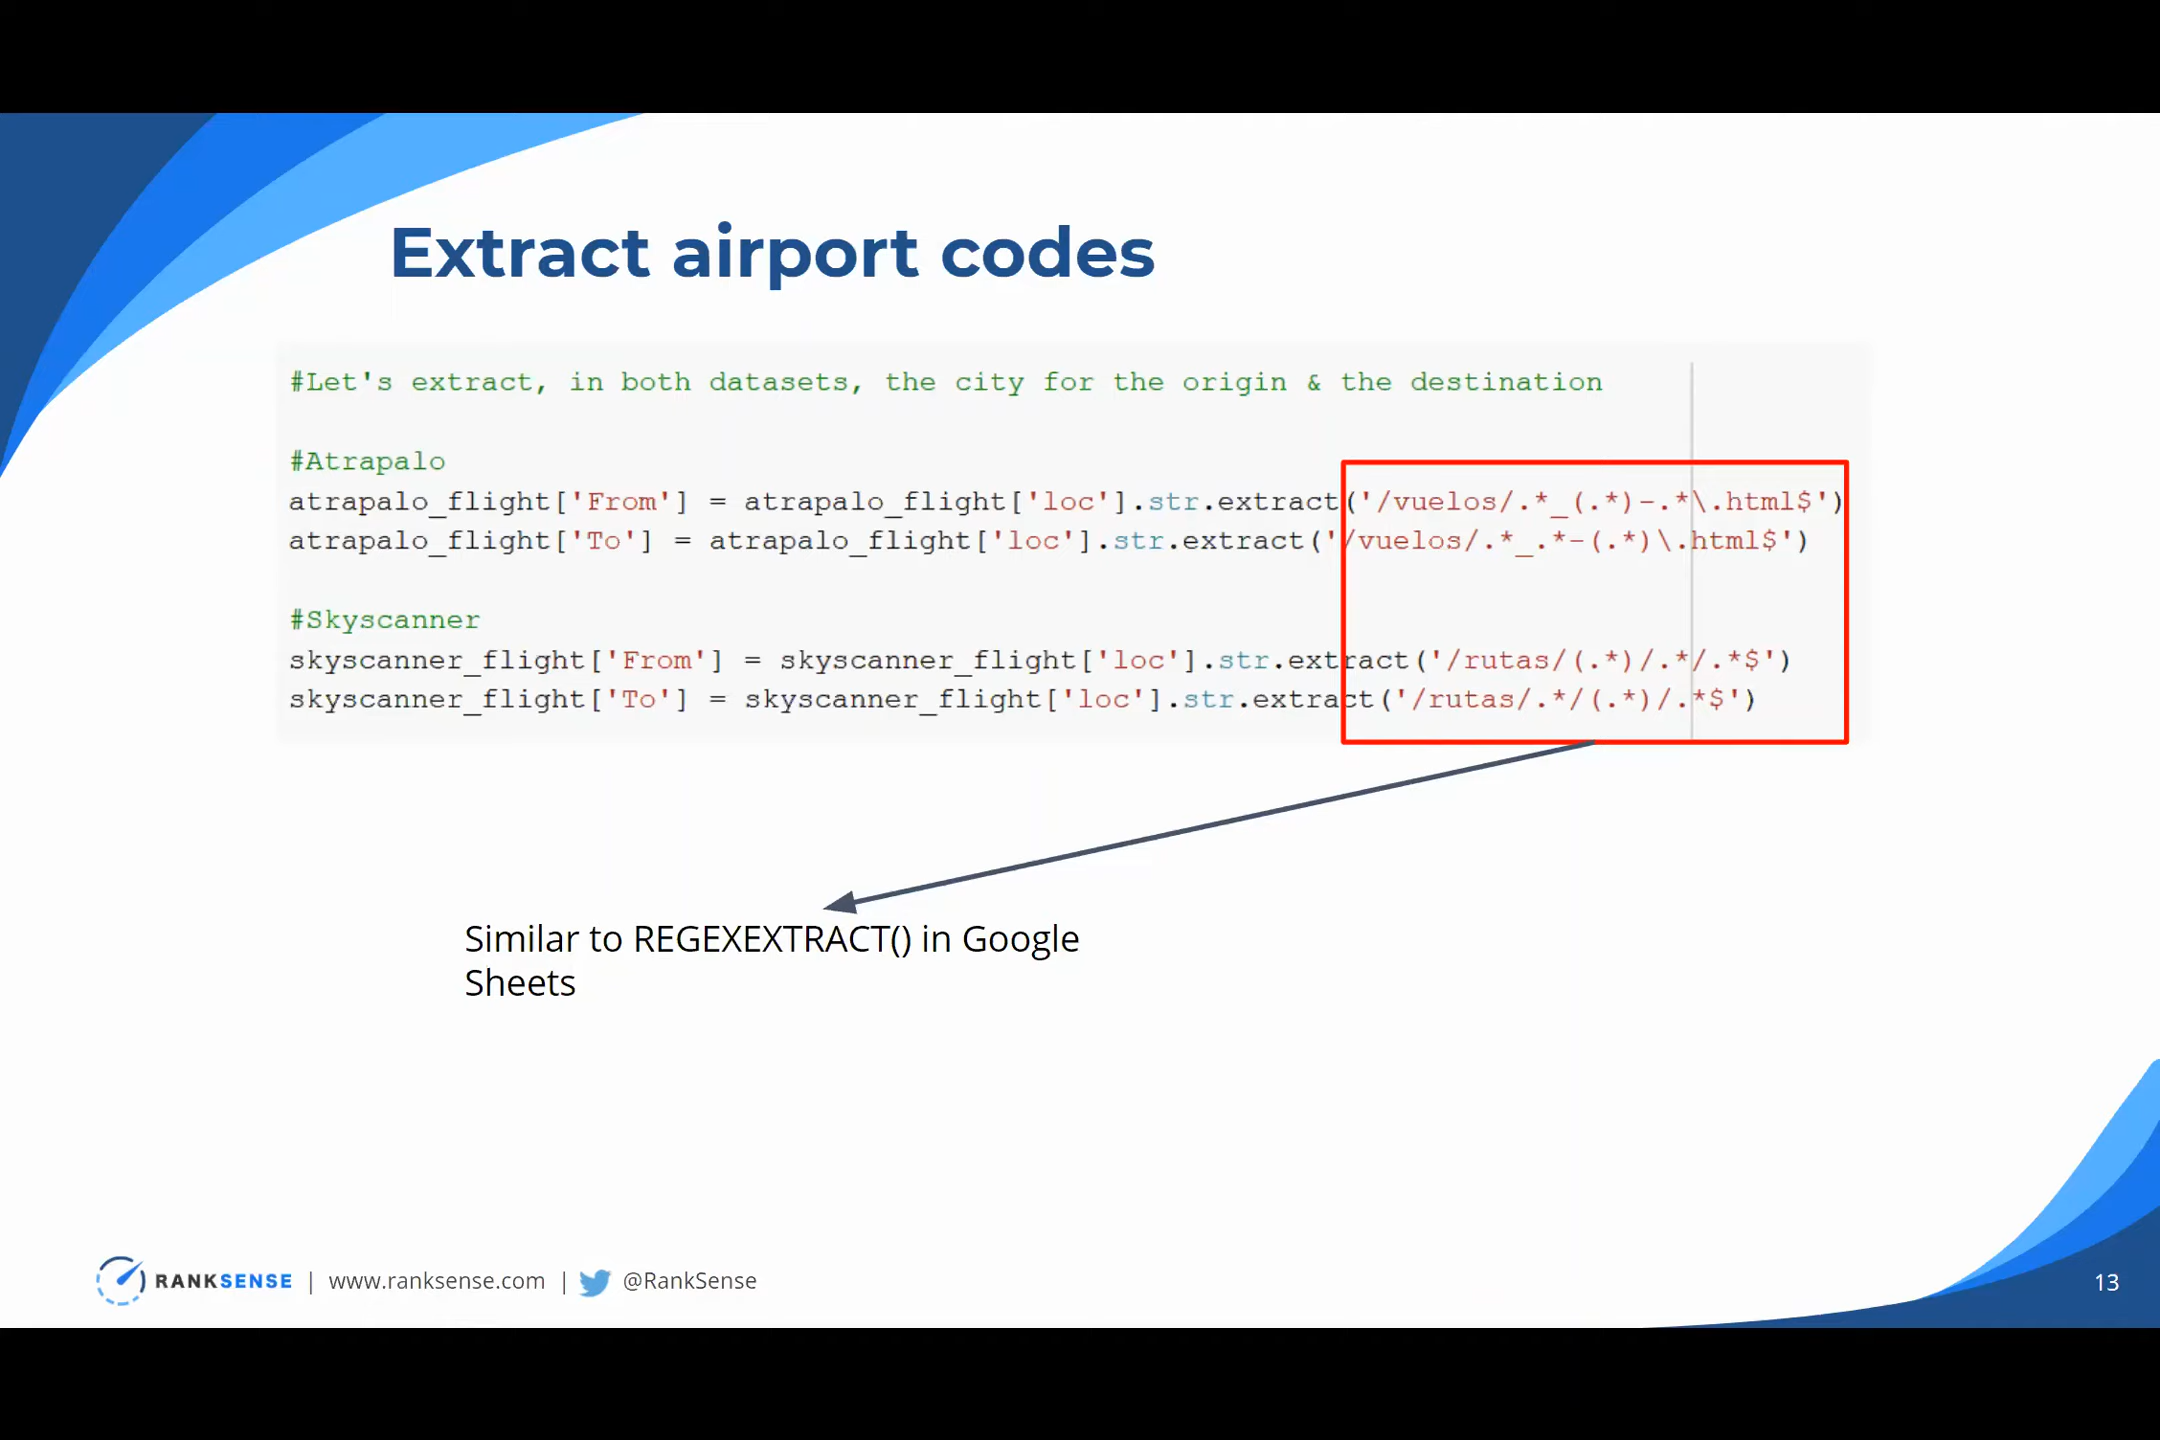 Extract airport codes
#Let's extract, in both datasets, the city for the origin & the destination
#Atrapalo
atrapalo_flight['From'] = atrapalo_flight['loc'].str.extract('/vuelos/.*_(.*)-.*\.html$')
atrapalo_flight['To'] = atrapalo_flight['loc'].str.extract('/vuelos/.*_.*-(.*)\.html$')
#Skyscanner
skyscanner_flight['From'] = skyscanner_flight['loc'].str.extract('/rutas/(.*)/.*/.*$')
skyscanner_flight['To'] = skyscanner_flight['loc'].str.extract('/rutas/.*/(.*)/.*$')
Similar to REGEXEXTRACT() in Google
Sheets
RANKSENSE | www.ranksense.com | @RankSense
13